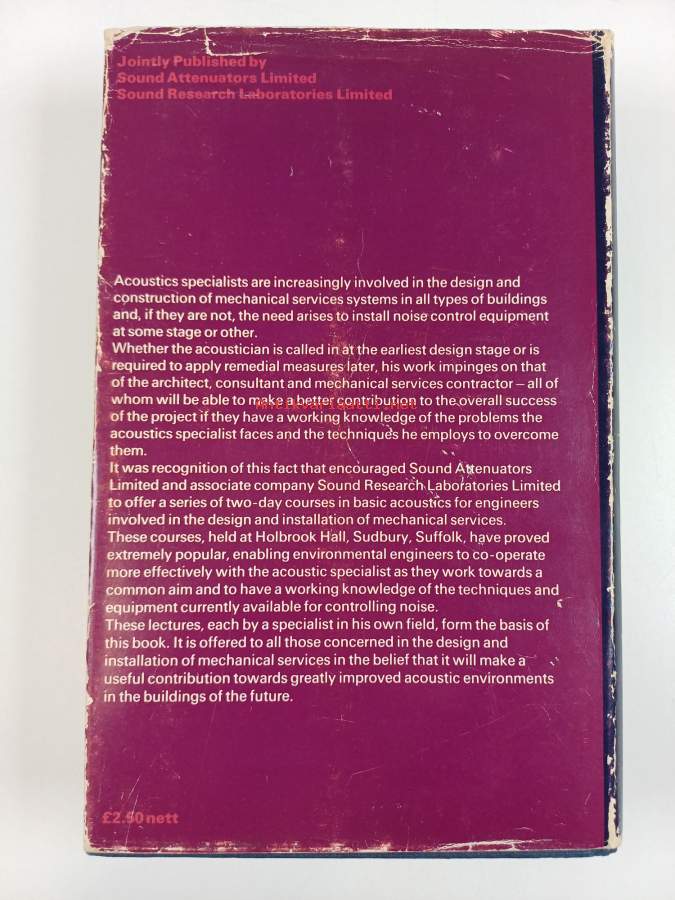 Jointly Published by
Sound Attenuators Limited
Sound Research Laboratories Limited
Acoustics specialists are increasingly involved in the design and
construction of mechanical services systems in all types of buildings
and, if they are not, the need arises to install noise control equipment
at some stage or other.
Whether the acoustician is called in at the earliest design stage or is
required to apply remedial measures later, his work impinges on that
of the architect, consultant and mechanical services contractor – all of
whom will be able to make a better contribution to the overall success
Antikvariaatti.net
of the project if they have a working knowledge of the problems the
acoustics specialist faces and the techniques he employs to overcome
them.
It was recognition of this fact that encouraged Sound Attenuators
Limited and associate company Sound Research Laboratories Limited
to offer a series of two-day courses in basic acoustics for engineers
involved in the design and installation of mechanical services.
These courses, held at Holbrook Hall, Sudbury, Suffolk, have proved
extremely popular, enabling environmental engineers to co-operate
more effectively with the acoustic specialist as they work towards a
common aim and to have a working knowledge of the techniques and
equipment currently available for controlling noise.
These lectures, each by a specialist in his own field, form the basis of
this book. It is offered to all those concerned in the design and
installation of mechanical services in the belief that it will make a
useful contribution towards greatly improved acoustic environments
in the buildings of the future.
£2.50 nett